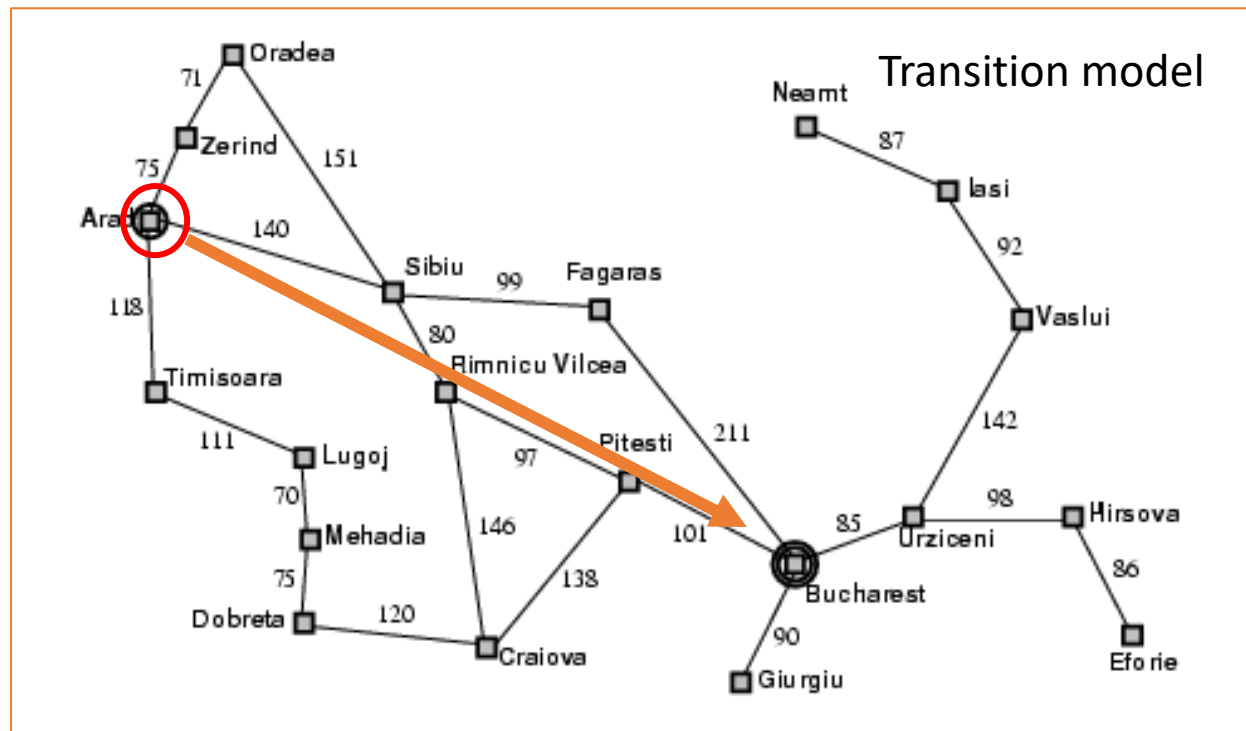 Oradea
Transition model
71
Neamt
87
Zerind
151
75
Iasi
Arad
140
92
Sibiu
Fagaras
99
118
Vaslui
80
Timisoara
Rimnicu Vilcea
142
111
Pitesti
211
Lugoj
97
70
98
Hirsova
Mehadia
146
101
85
Urziceni
75
138
86
Dobreta
120
Bucharest
90
Craiova
Eforie
Giurgiu